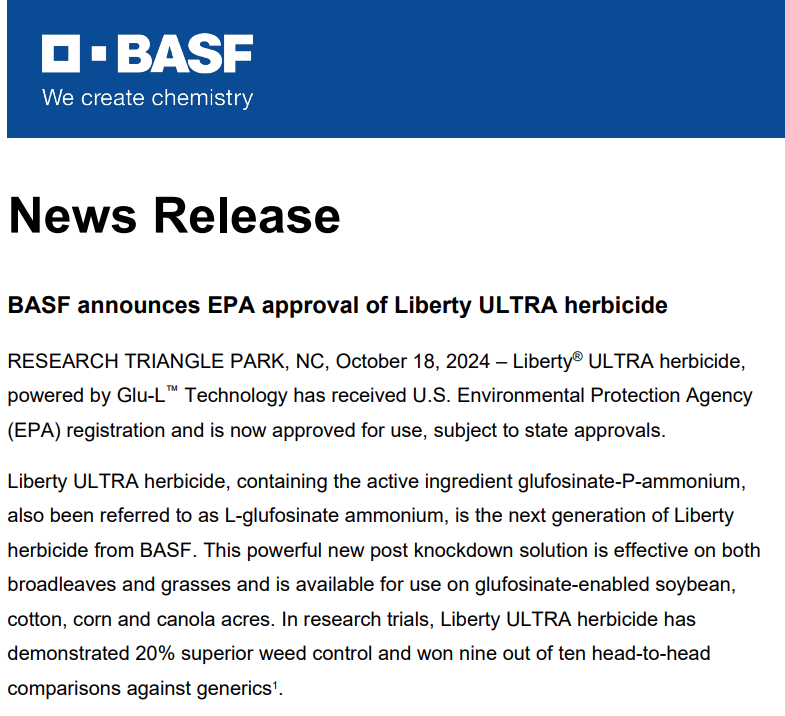 BASF
We create chemistry
News Release
BASF announces EPA approval of Liberty ULTRA herbicide
RESEARCH TRIANGLE PARK, NC, October 18, 2024 – Liberty® ULTRA herbicide,
powered by Glu-L™ Technology has received U.S. Environmental Protection Agency
(EPA) registration and is now approved for use, subject to state approvals.
Liberty ULTRA herbicide, containing the active ingredient glufosinate-P-ammonium,
also been referred to as L-glufosinate ammonium, is the next generation of Liberty
herbicide from BASF. This powerful new post knockdown solution is effective on both
broadleaves and grasses and is available for use on glufosinate-enabled soybean,
cotton, corn and canola acres. In research trials, Liberty ULTRA herbicide has
demonstrated 20% superior weed control and won nine out of ten head-to-head
comparisons against generics¹.